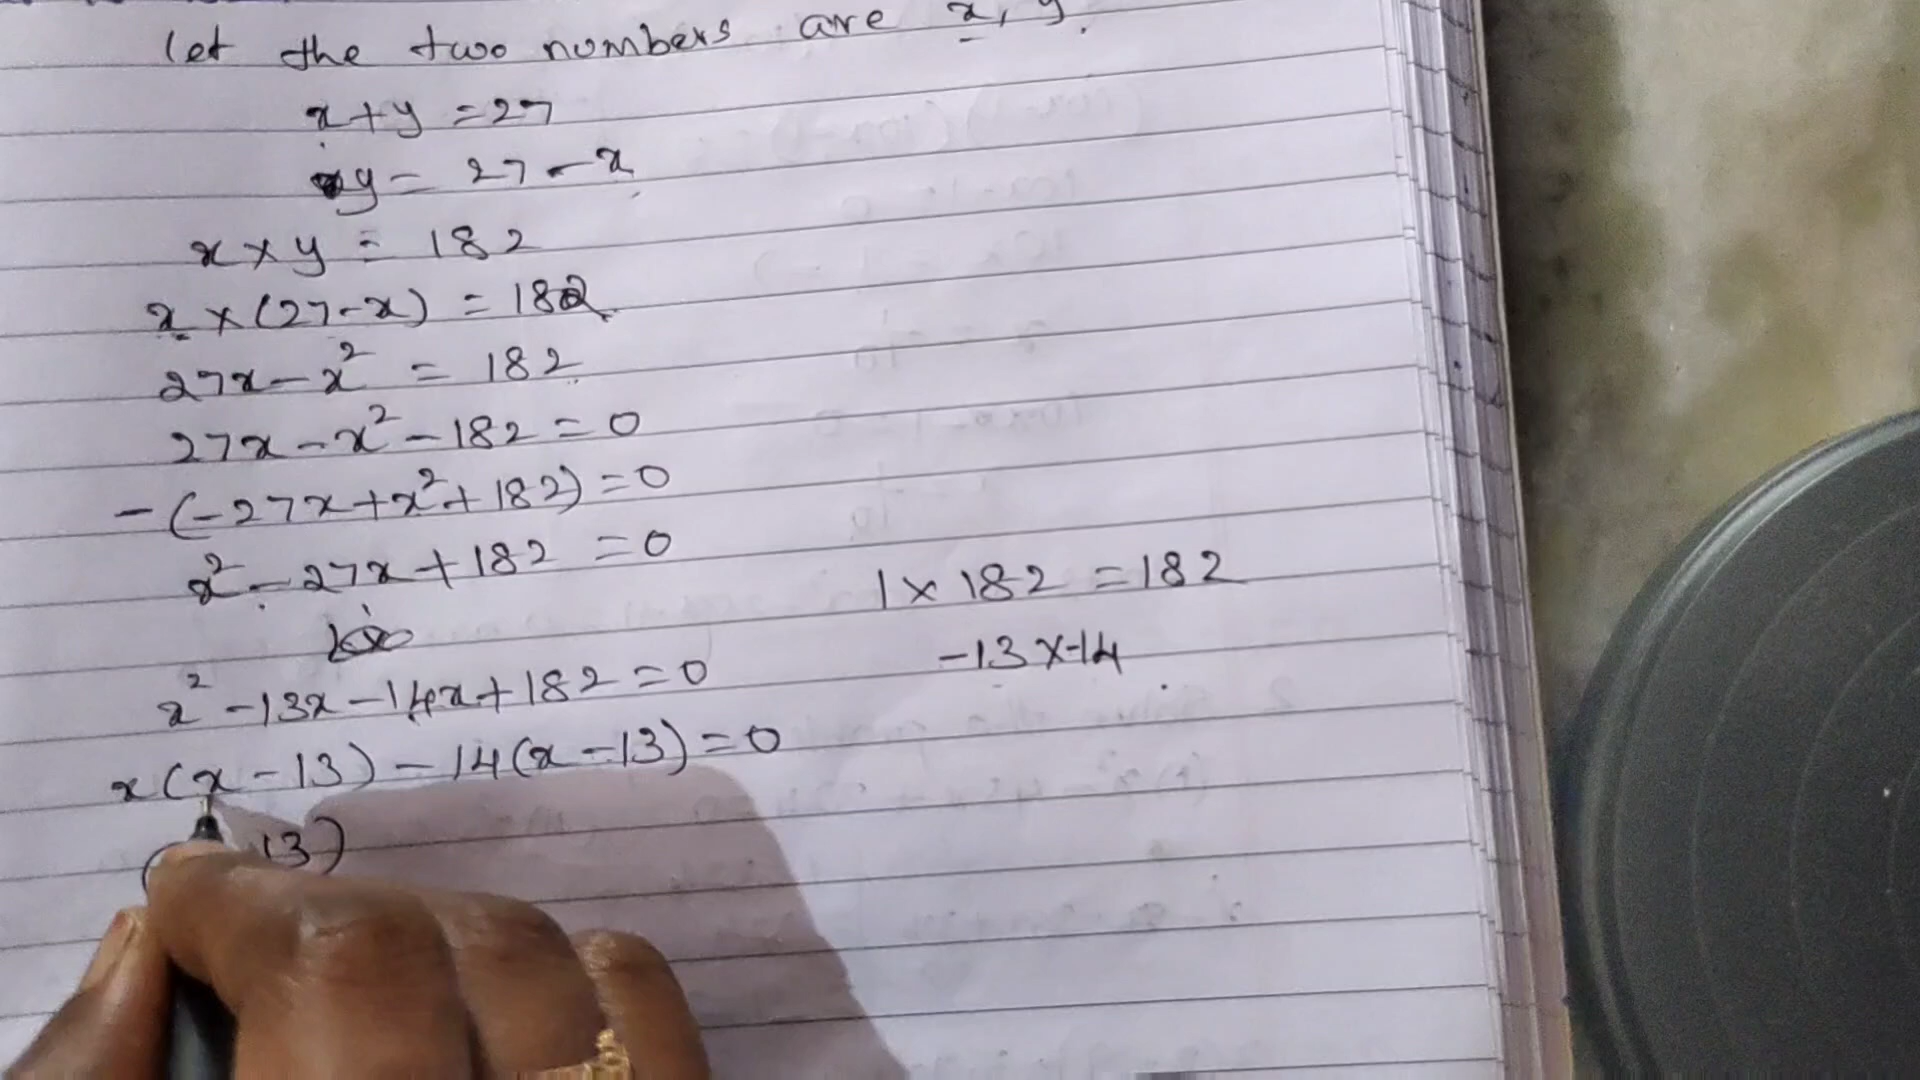 let the two numbers are x, y.
x+y = 27
y = 27 - x
x × y = 182
x × (27-x) = 182
27x - x² = 182
27x - x² - 182 = 0
-(-27x + x² + 182) = 0
x² - 27x + 182 = 0
1 × 182 = 182
-13 x -14
x² - 13x - 14x + 182 = 0
x(x - 13) - 14(x - 13) = 0
( 13)